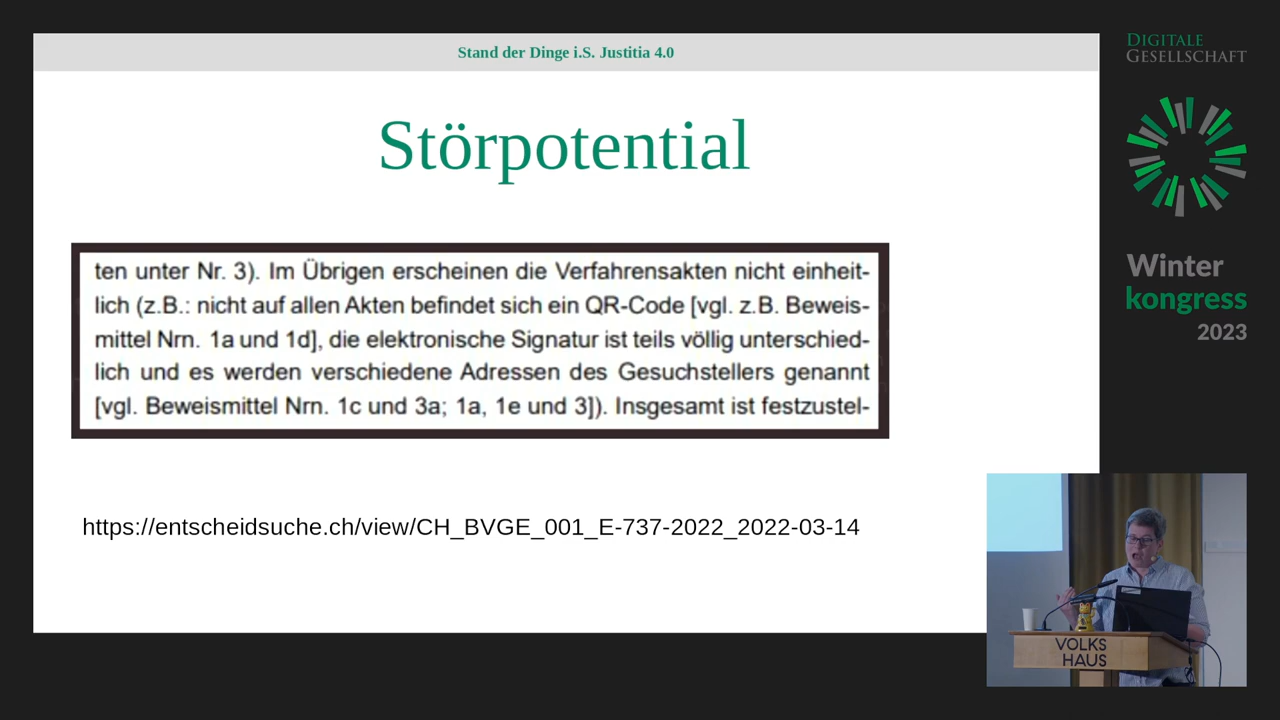 Stand der Dinge i.S. Justitia 4.0
Störpotential
ten unter Nr. 3). Im Übrigen erscheinen die Verfahrensakten nicht einheit-
lich (z.B.: nicht auf allen Akten befindet sich ein QR-Code [vgl. z.B. Beweis-
mittel Nrn. 1a und 1d], die elektronische Signatur ist teils völlig unterschied-
lich und es werden verschiedene Adressen des Gesuchstellers genannt
[vgl. Beweismittel Nrn. 1c und 3a; 1a, 1e und 3]). Insgesamt ist festzustel-
https://entscheidsuche.ch/view/CH_BVGE_001_E-737-2022_2022-03-14
DIGITALE
GESELLSCHAFT
Winter
kongress
2023
VOLKS
HAUS